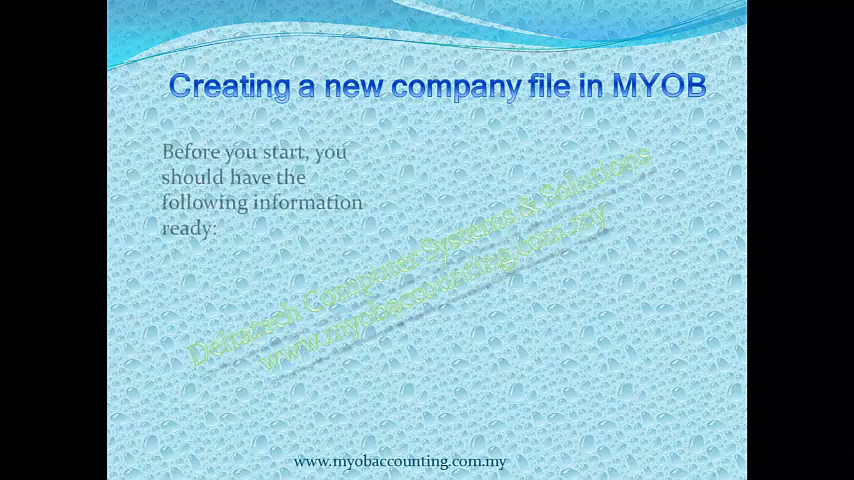 Creating a new company file in MYOB
Before you start, you
should have the
following information
ready:
Deltatech Computer Systems & Solutions
www.myobaccounting.com.my
www.myobaccounting.com.my